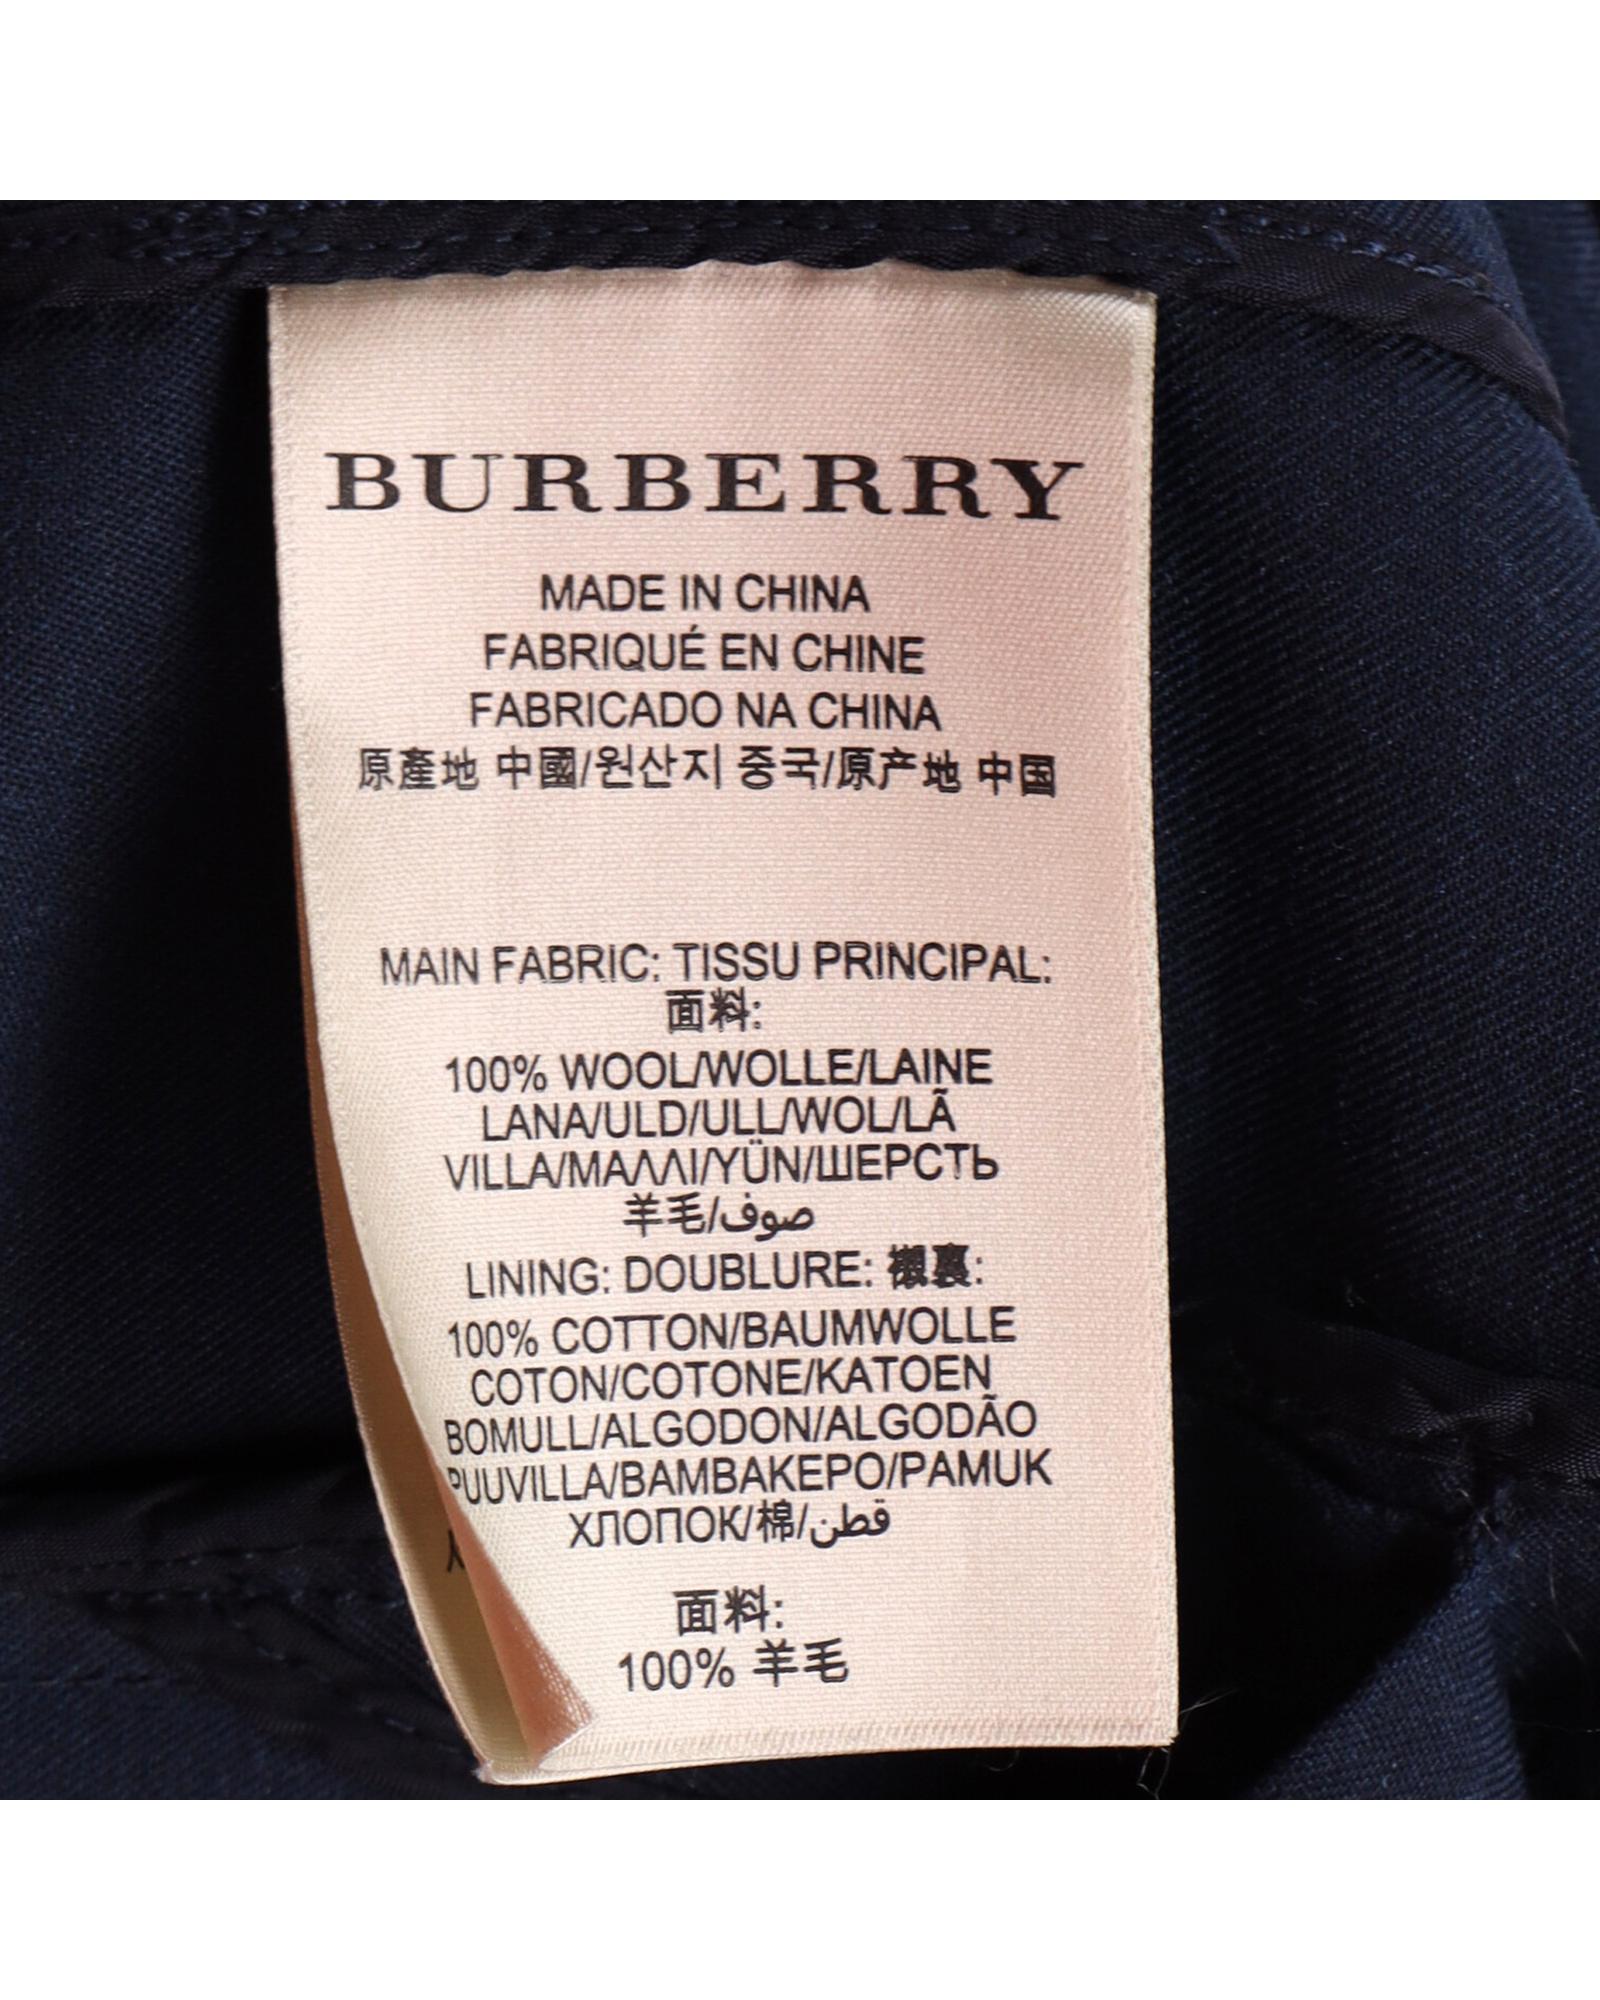 BURBERRY
MADE IN CHINA
FABRIQUÉ EN CHINE
FABRICADO NA CHINA
原產地 中國/원산지 중국/原产地 中国
MAIN FABRIC: TISSU PRINCIPAL:
面料:
100% WOOL/WOLLE/LAINE
LANA/ULD/ULL/WOL/LÃ
VILLA/ΜΑΛΛΙ/YÜN/ШЕРСТЬ
羊毛/صوف
LINING: DOUBLURE: 襯裏:
100% COTTON/BAUMWOLLE
COTON/COTONE/KATOEN
BOMULL/ALGODON/ALGODÃO
PUUVILLA/ΒΑΜΒΑΚΕΡΟ/PAMUK
ХЛОПОК/棉/قطن
面料:
100% 羊毛